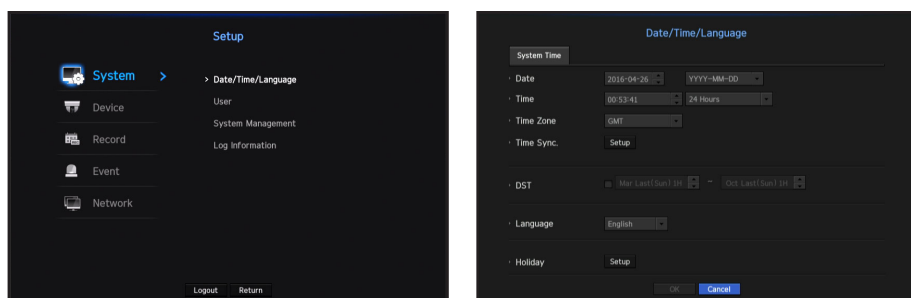 Setup
System
Device
Record
Event
Network
Date/Time/Language
User
System Management
Log Information
Logout Return
Date/Time/Language
System Time
Date 2016-04-26 YYYY-MM-DD
Time 00:53:41 24 Hours
Time Zone GMT
Time Sync. Setup
DST Mar Last(Sun) 1H ~ Oct Last(Sun) 1H
Language English
Holiday Setup
OK Cancel